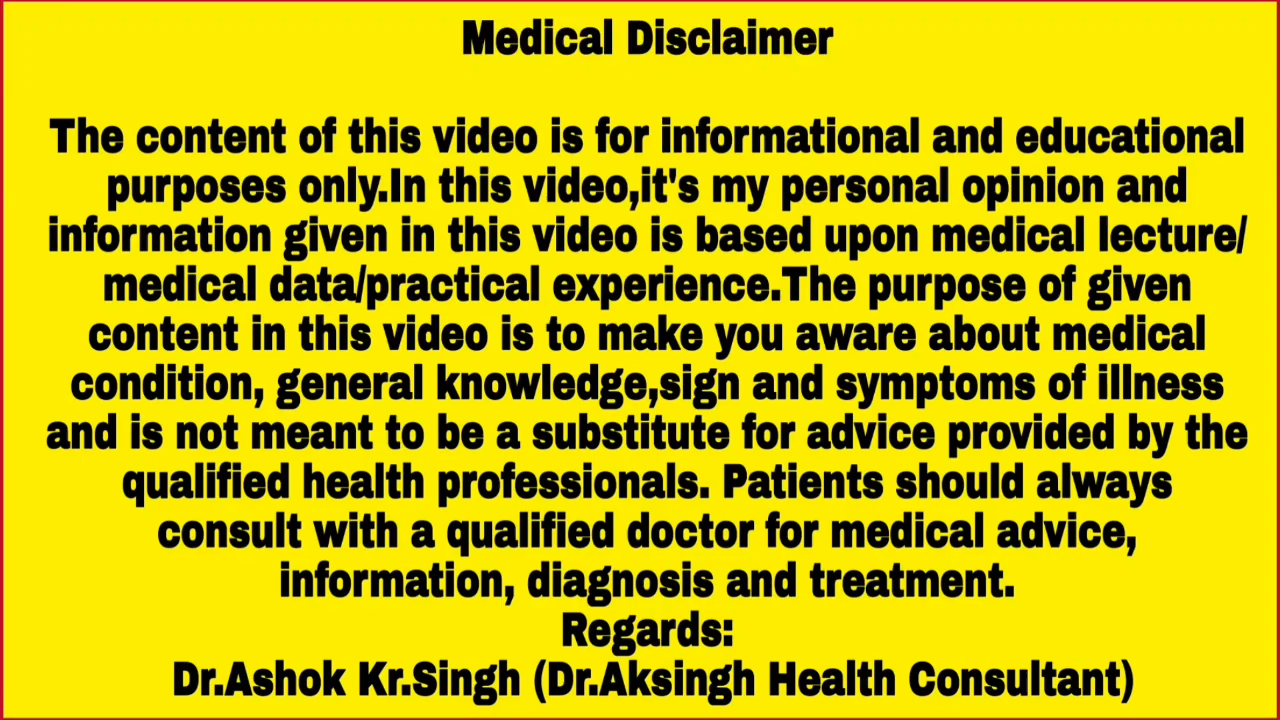 Medical Disclaimer
The content of this video is for informational and educational
purposes only.In this video,it's my personal opinion and
information given in this video is based upon medical lecture/
medical data/practical experience.The purpose of given
content in this video is to make you aware about medical
condition, general knowledge,sign and symptoms of illness
and is not meant to be a substitute for advice provided by the
qualified health professionals. Patients should always
consult with a qualified doctor for medical advice,
information, diagnosis and treatment.
Regards:
Dr.Ashok Kr.Singh (Dr.Aksingh Health Consultant)